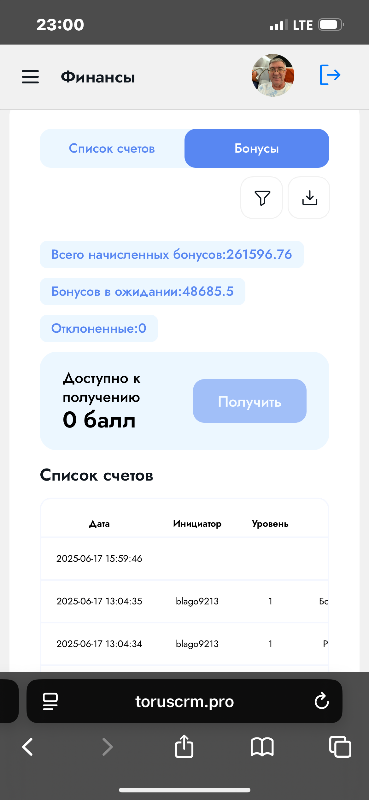 23:00
LTE
Финансы
Список счетов
Бонусы
Всего начисленных бонусов:261596.76
Бонусов в ожидании:48685.5
Отклоненные:0
Доступно к
получению
0 балл
Получить
Список счетов
Дата Инициатор Уровень
2025-06-17 15:59:46
2025-06-17 13:04:35 blago9213 1 Бс
2025-06-17 13:04:34 blago9213 1 Р
toruscrm.pro